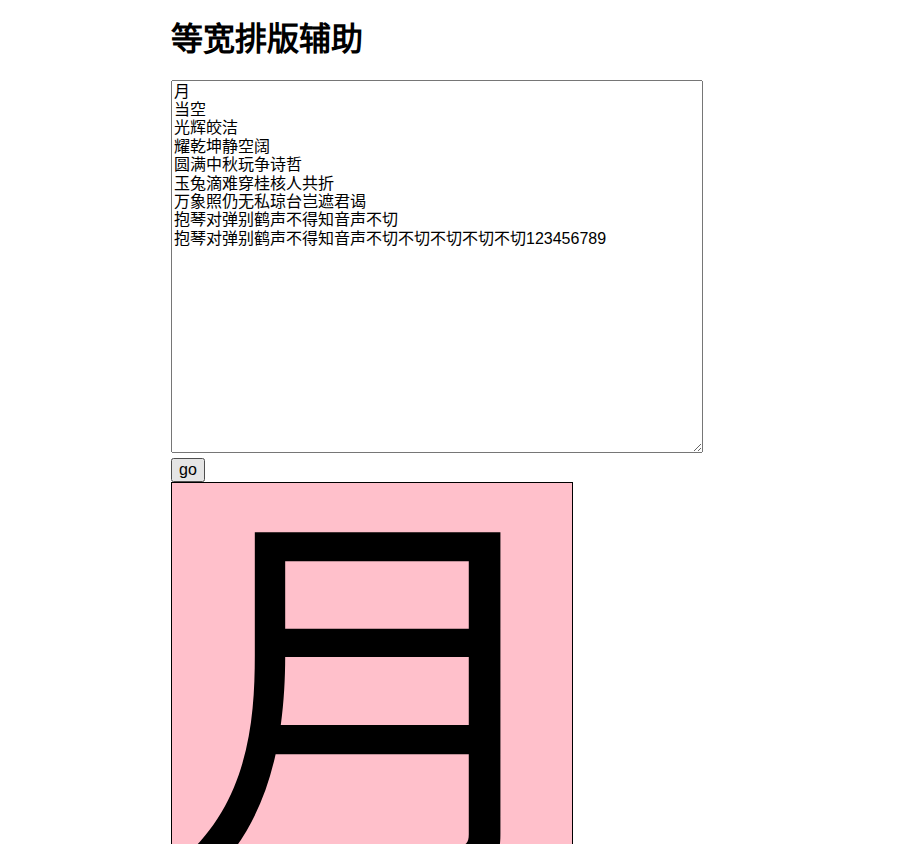 等宽排版辅助
月
当空
光辉皎洁
耀乾坤静空阔
圆满中秋玩争诗哲
玉兔滴难穿桂核人共折
万象照仍无私琼台岂遮君谒
抱琴对弹别鹤声不得知音声不切
抱琴对弹别鹤声不得知音声不切不切不切不切不切123456789
go
月